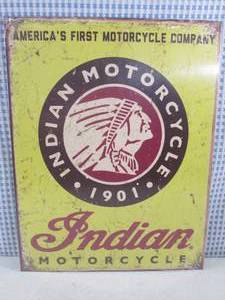 AMERICA'S FIRST MOTORCYCLE COMPANY
INDIAN MOTORCYCLE
• 1901 •
Indian
MOTORCYCLE